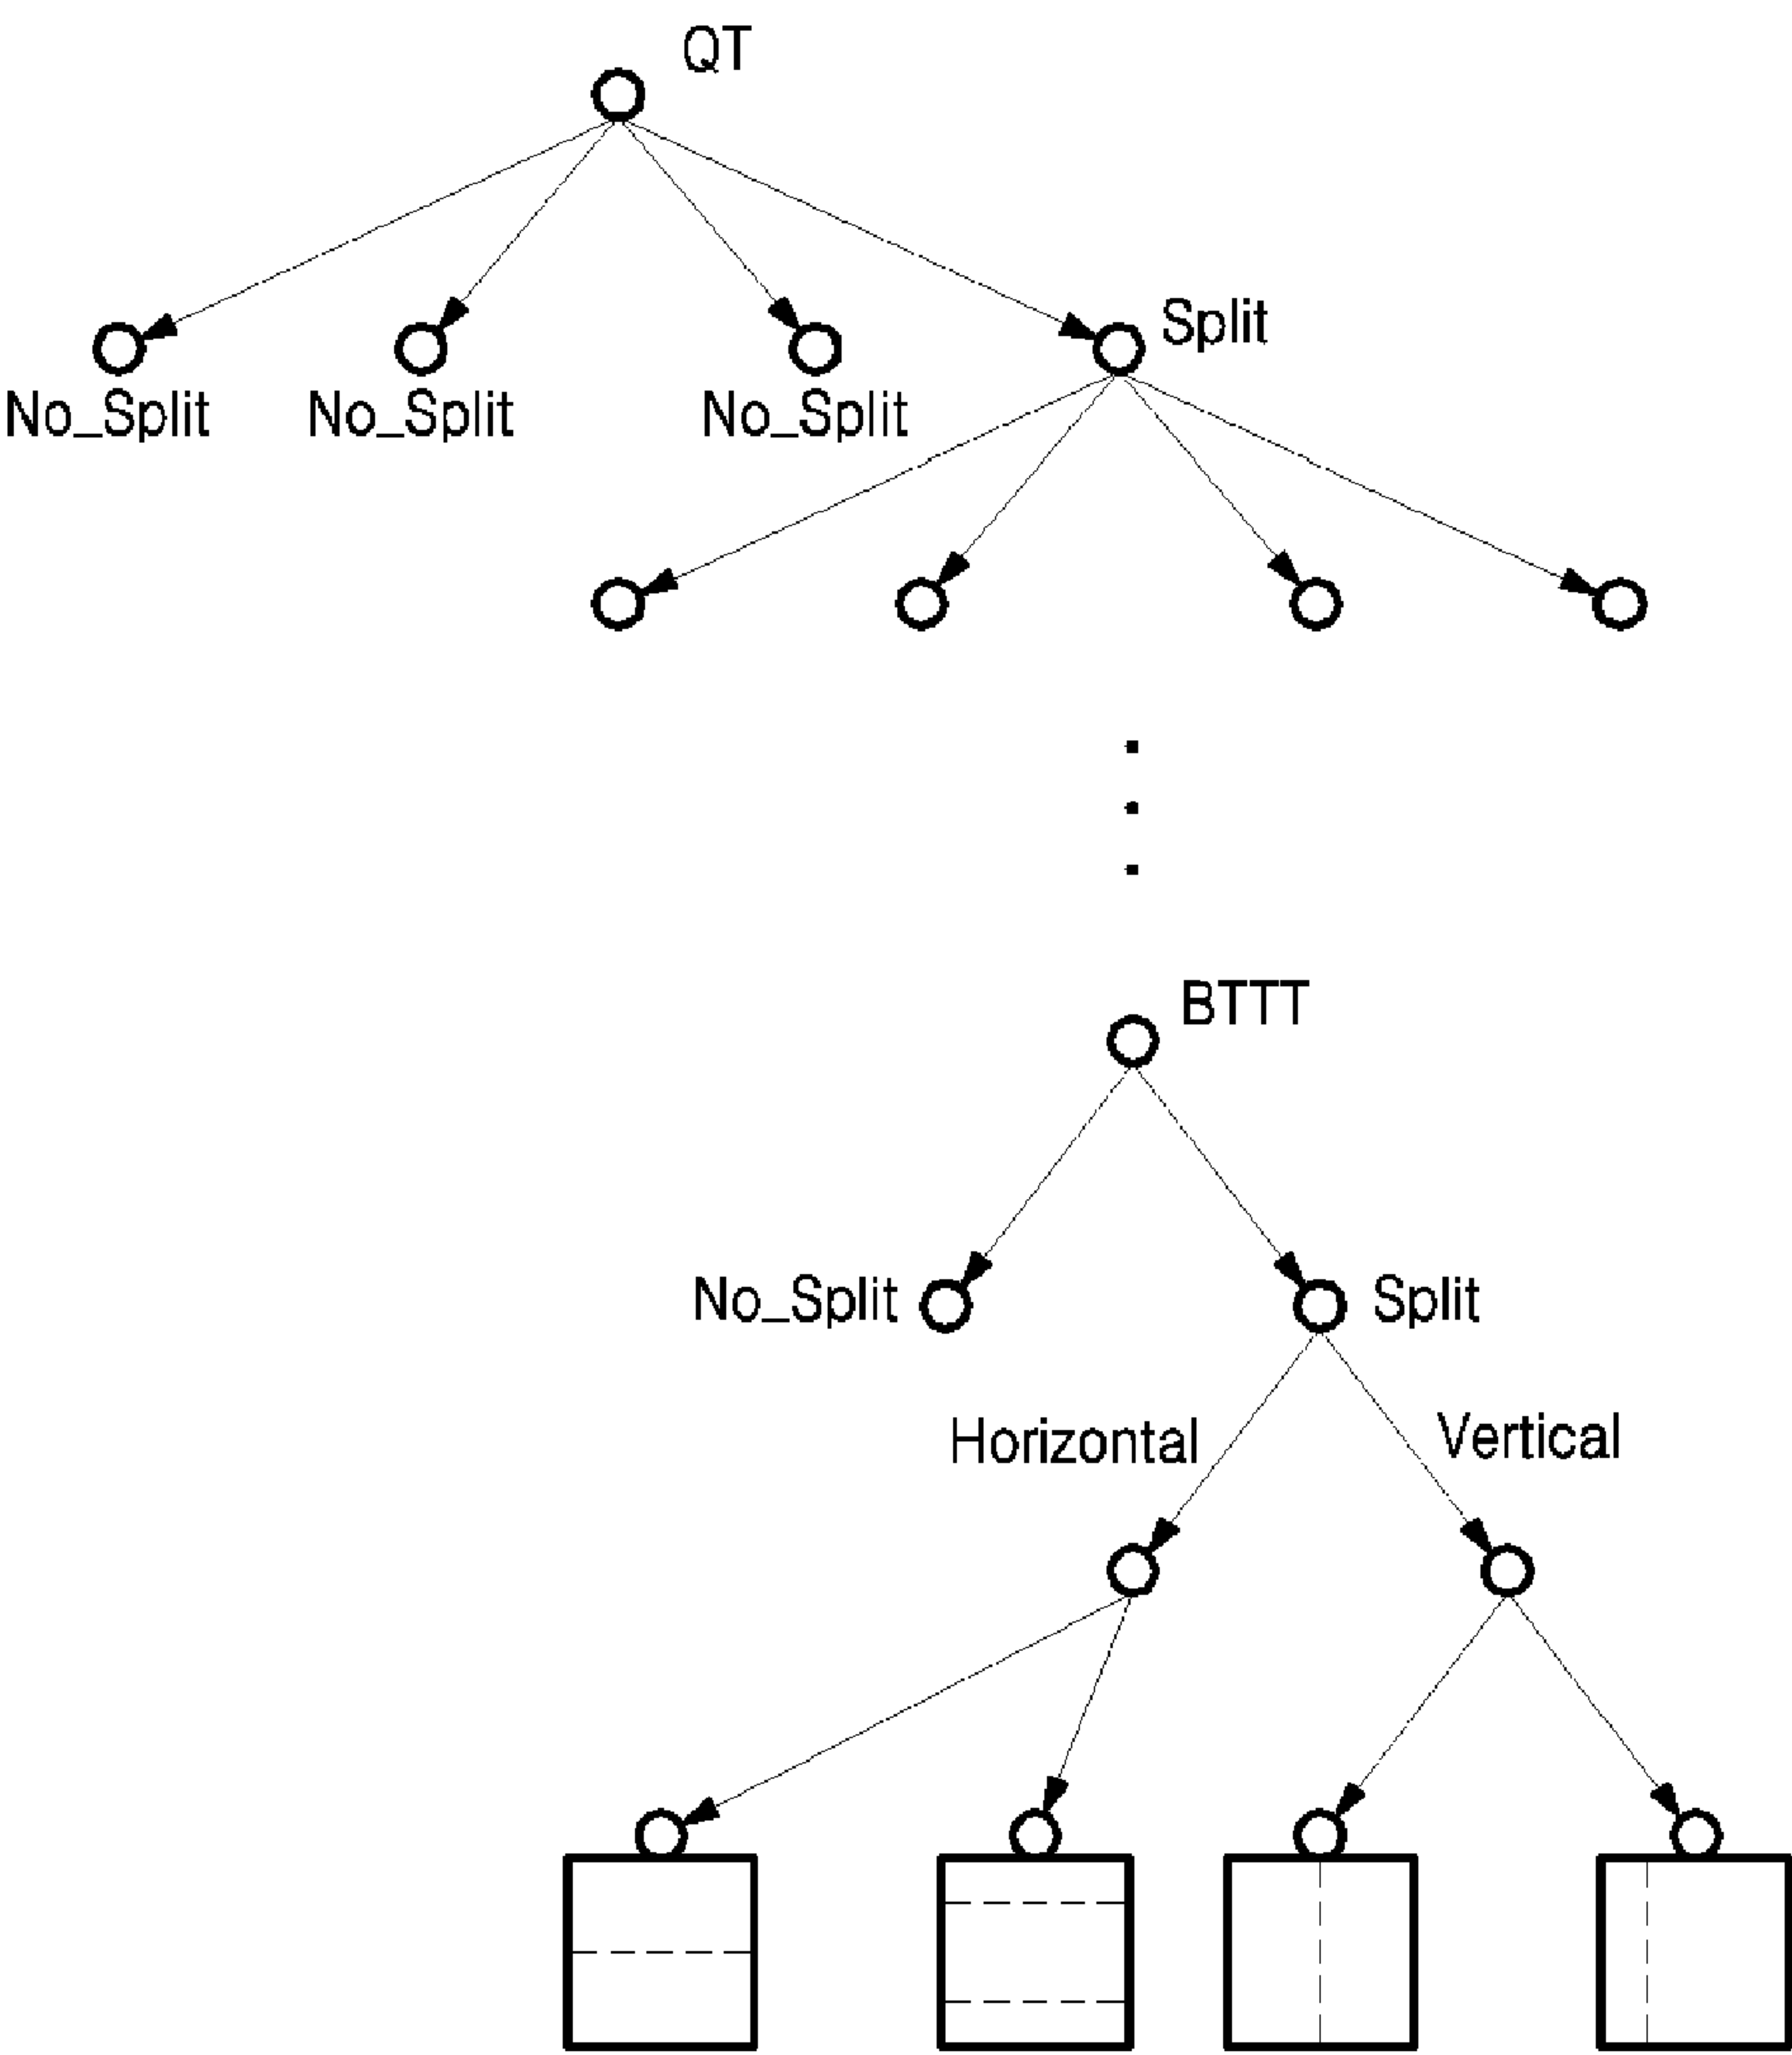 QT
Split
No_Split No_Split No_Split
BTTT
No_Split Split
Horizontal Vertical